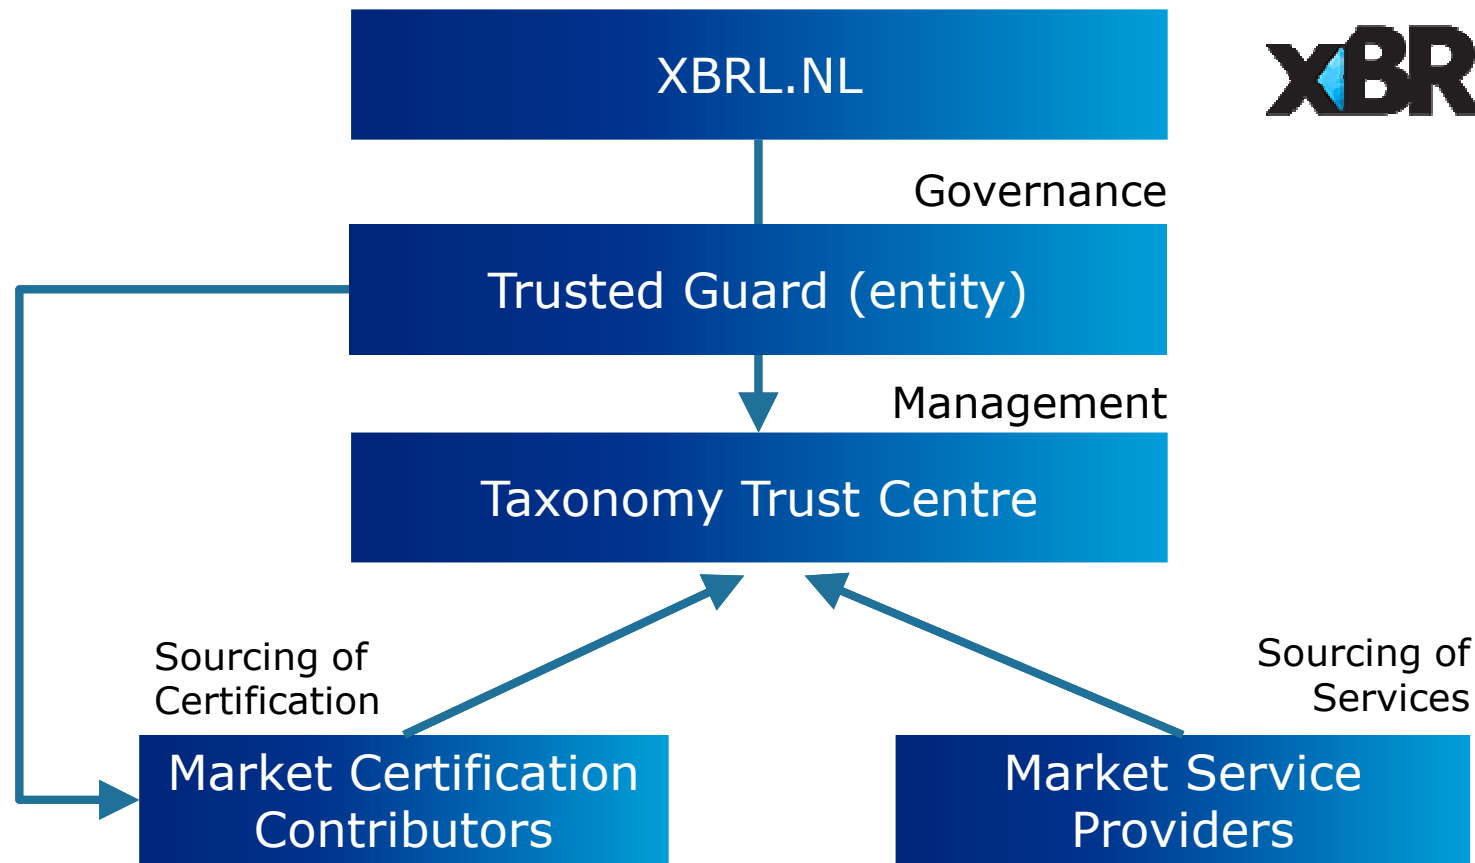 XBRL.NL
XBR
Governance
Trusted Guard (entity)
Management
Taxonomy Trust Centre
Sourcing of
Certification
Sourcing of
Services
Market Certification
Contributors
Market Service
Providers